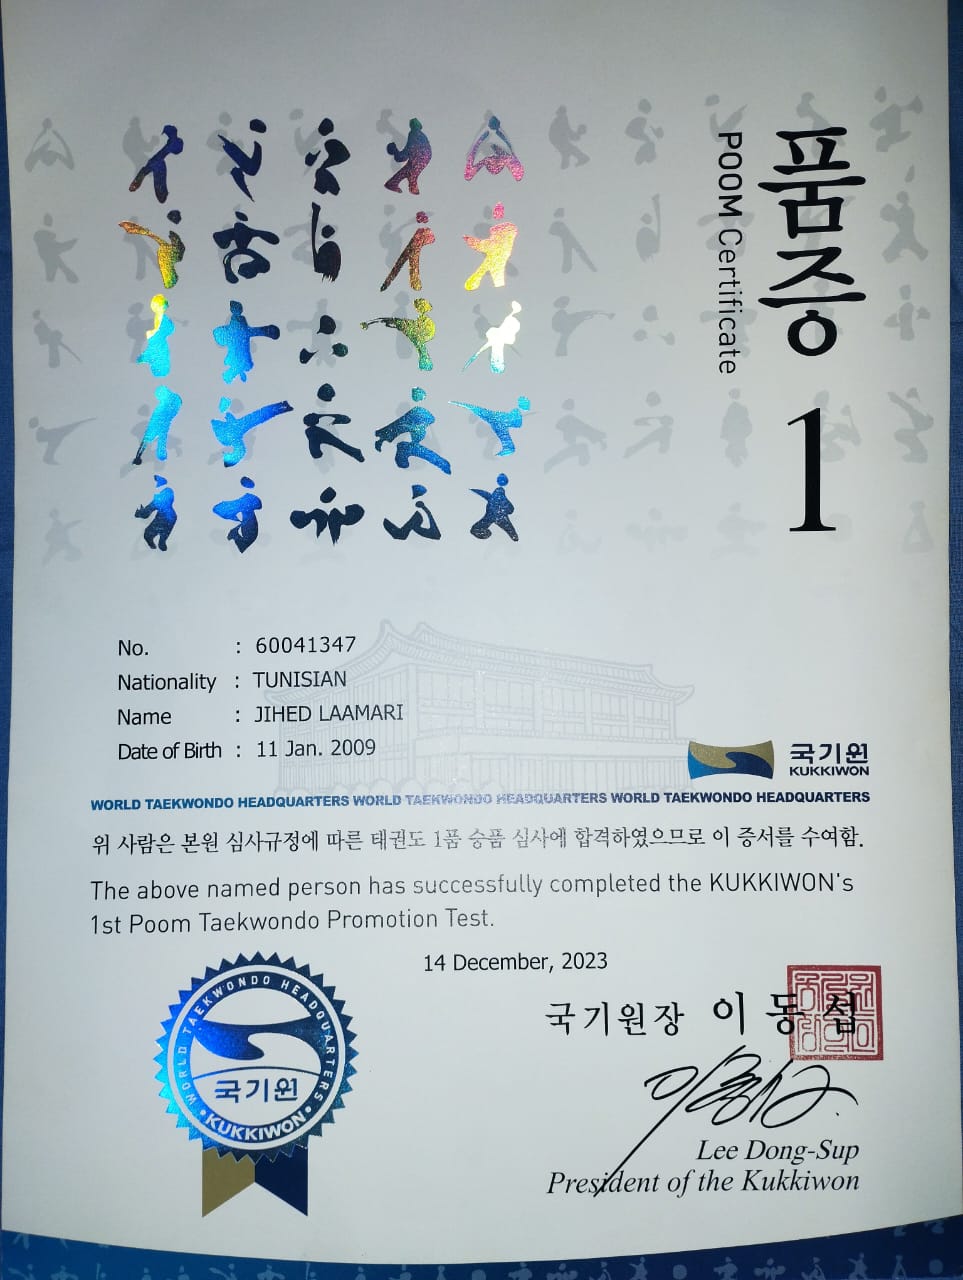 품증
POOM Certificate
1
No. : 60041347
Nationality : TUNISIAN
Name : JIHED LAAMARI
Date of Birth : 11 Jan. 2009
국기원
KUKKIWON
WORLD TAEKWONDO HEADQUARTERS WORLD TAEKWONDO HEADQUARTERS WORLD TAEKWONDO HEADQUARTERS
위 사람은 본원 심사규정에 따른 태권도 1품 승품 심사에 합격하였으므로 이 증서를 수여함.
The above named person has successfully completed the KUKKIWON's
1st Poom Taekwondo Promotion Test.
14 December, 2023
국기원장 이동섭
WORLD TAEKWONDO HEADQUARTERS
국기원
KUKKIWON
Lee Dong-Sup
President of the Kukkiwon